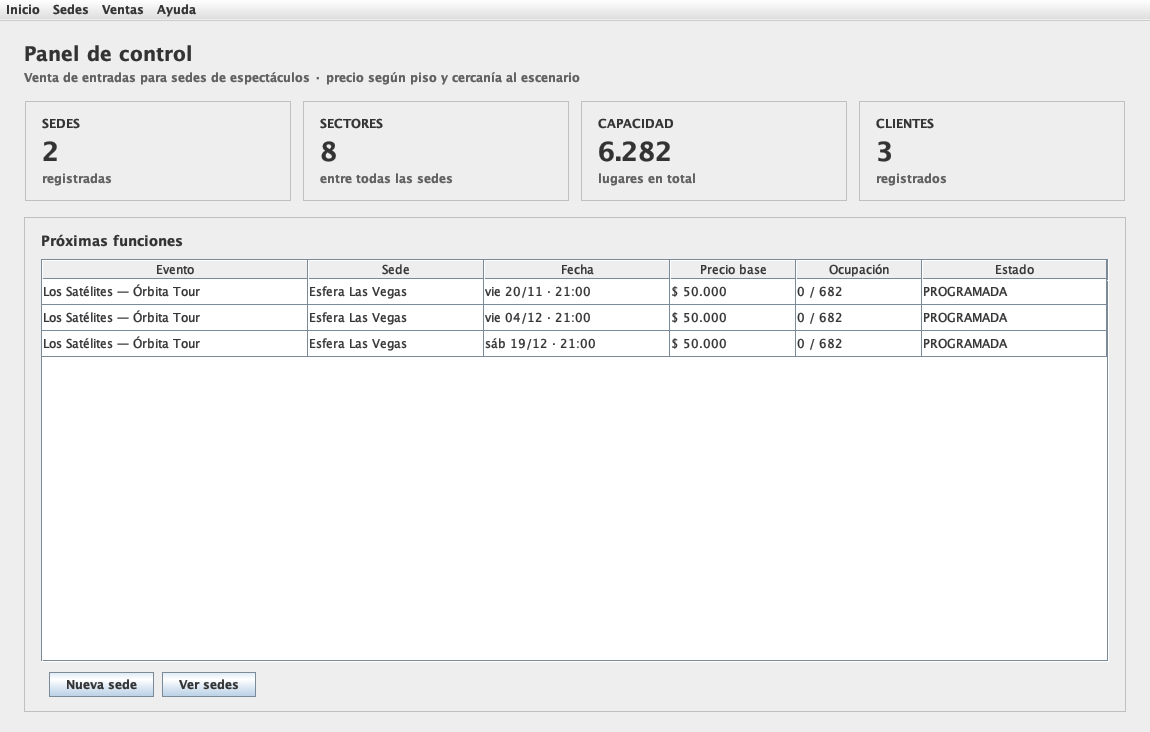 Inicio Sedes Ventas Ayuda
Panel de control
Venta de entradas para sedes de espectáculos · precio según piso y cercanía al escenario
SEDES
2
registradas
SECTORES
8
entre todas las sedes
CAPACIDAD
6.282
lugares en total
CLIENTES
3
registrados
Próximas funciones
Evento Sede Fecha Precio base Ocupación Estado
Los Satélites — Órbita Tour Esfera Las Vegas vie 20/11 · 21:00 $ 50.000 0 / 682 PROGRAMADA
Los Satélites — Órbita Tour Esfera Las Vegas vie 04/12 · 21:00 $ 50.000 0 / 682 PROGRAMADA
Los Satélites — Órbita Tour Esfera Las Vegas sáb 19/12 · 21:00 $ 50.000 0 / 682 PROGRAMADA
Nueva sede Ver sedes